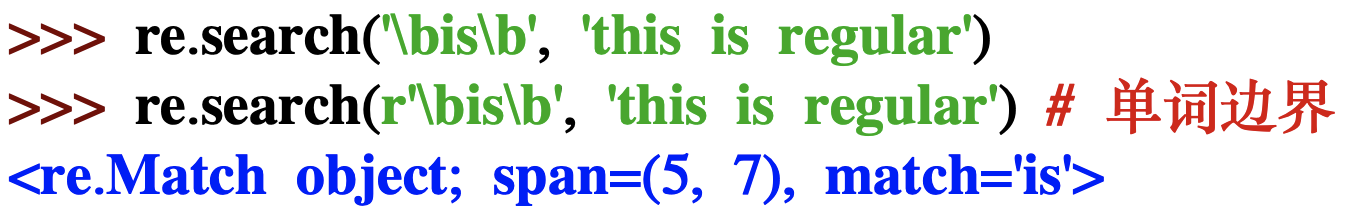 >>> re.search('\bis\b', 'this is regular')
>>> re.search(r'\bis\b', 'this is regular') # 单词边界
<re.Match object; span=(5, 7), match='is'>